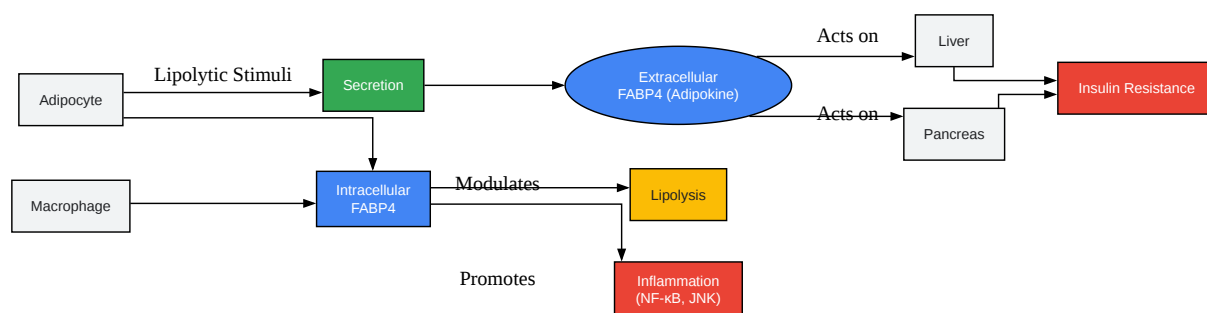 Acts on
Liver
Lipolytic Stimuli
Adipocyte
Secretion
Extracellular
FABP4 (Adipokine)
Insulin Resistance
Acts on
Pancreas
Macrophage
Intracellular
FABP4
Modulates
Lipolysis
Promotes
Inflammation
(NF-κB, JNK)